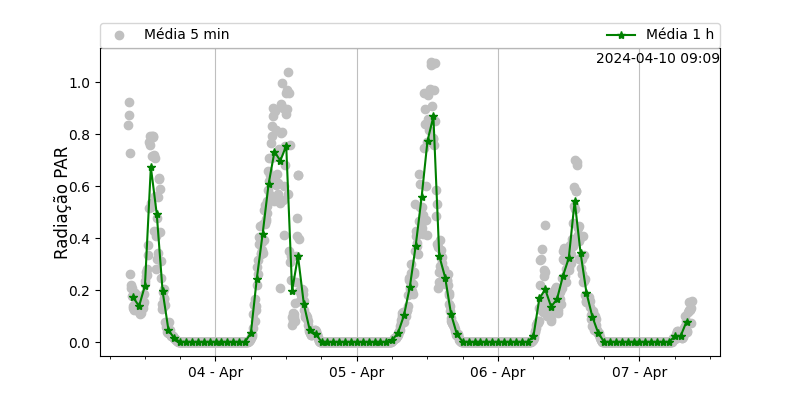 Média 5 min
Média 1 h
2024-04-10 09:09
Radiação PAR
1.0
0.8
0.6
0.4
0.2
0.0
04 - Apr
05 - Apr
06 - Apr
07 - Apr